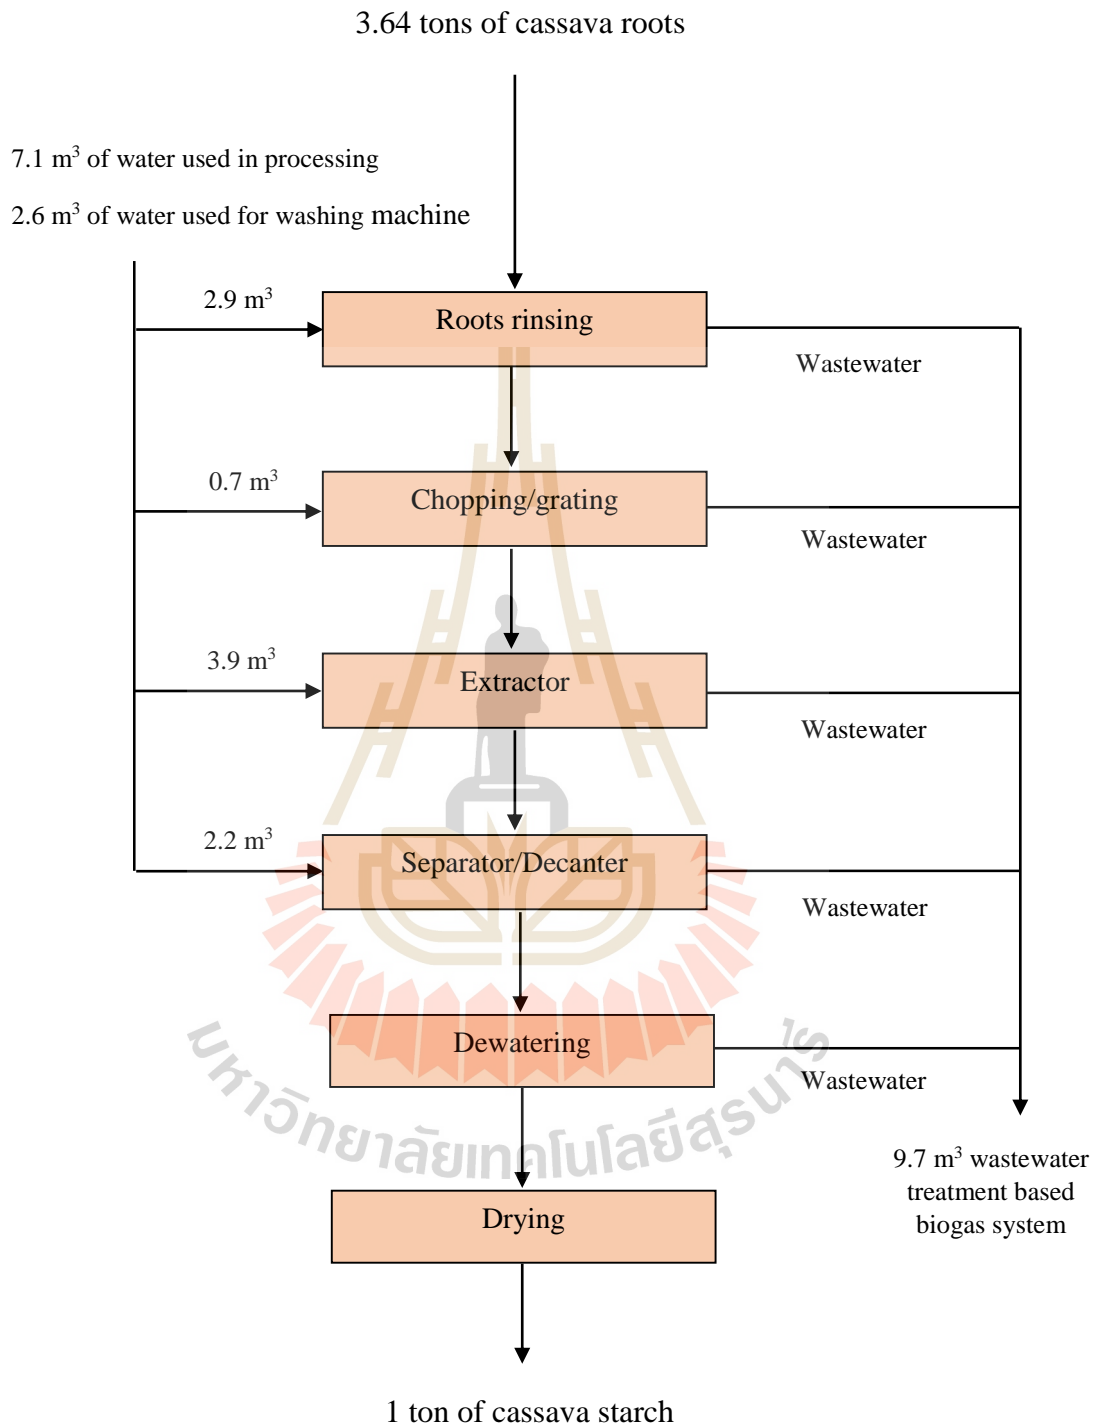 3.64 tons of cassava roots
7.1 m³ of water used in processing
2.6 m³ of water used for washing machine
2.9 m³
Roots rinsing
Wastewater
0.7 m³
Chopping/grating
Wastewater
3.9 m³
Extractor
Wastewater
2.2 m³
Separator/Decanter
Wastewater
Dewatering
Wastewater
มหาวิทยาลัยเทคโนโลยีสุรนารี
9.7 m³ wastewater
treatment based
biogas system
Drying
1 ton of cassava starch